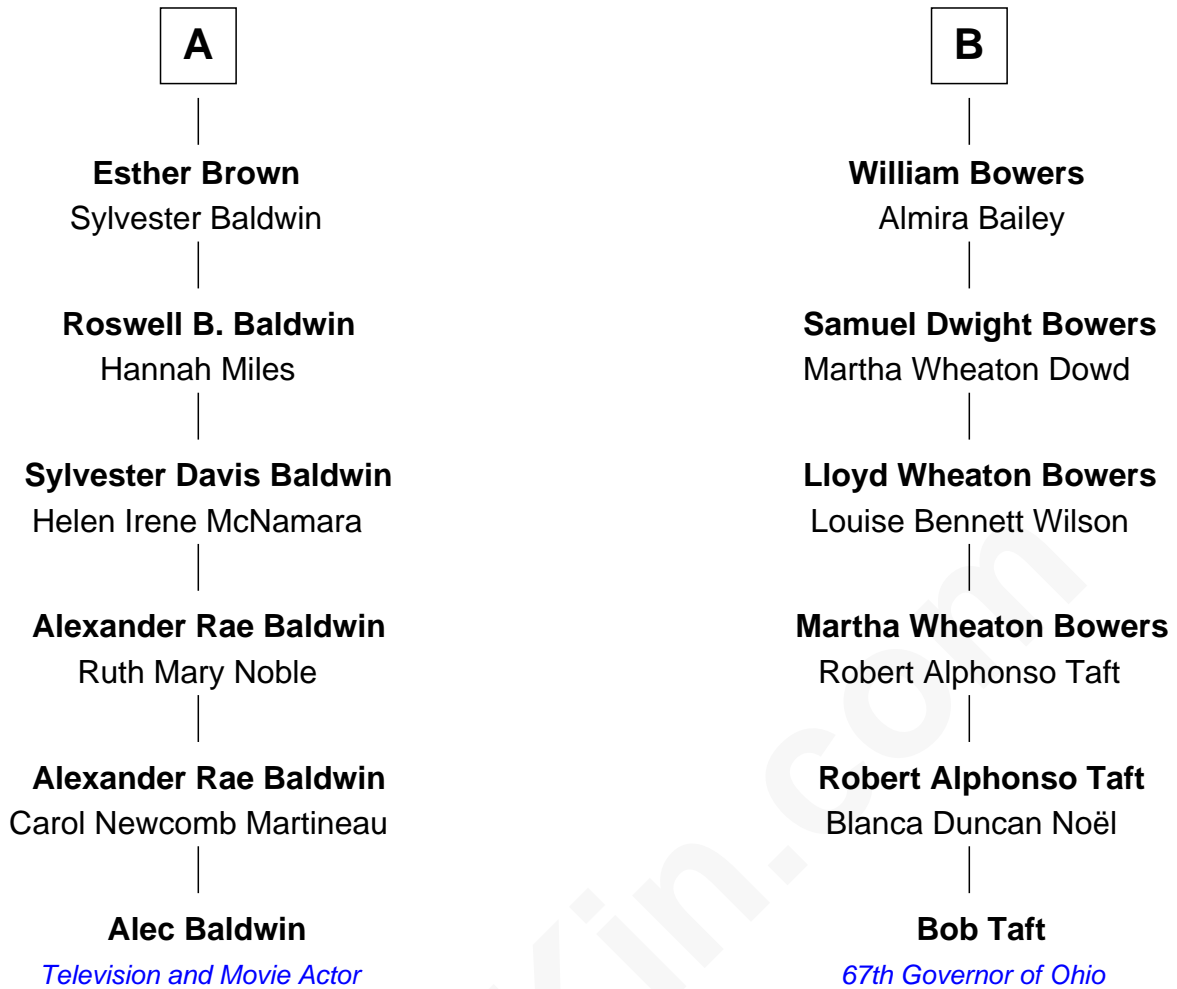 A
Esther Brown
Sylvester Baldwin
Roswell B. Baldwin
Hannah Miles
Sylvester Davis Baldwin
Helen Irene McNamara
Alexander Rae Baldwin
Ruth Mary Noble
Alexander Rae Baldwin
Carol Newcomb Martineau
Alec Baldwin
Television and Movie Actor
B
William Bowers
Almira Bailey
Samuel Dwight Bowers
Martha Wheaton Dowd
Lloyd Wheaton Bowers
Louise Bennett Wilson
Martha Wheaton Bowers
Robert Alphonso Taft
Robert Alphonso Taft
Blanca Duncan Noël
Bob Taft
67th Governor of Ohio